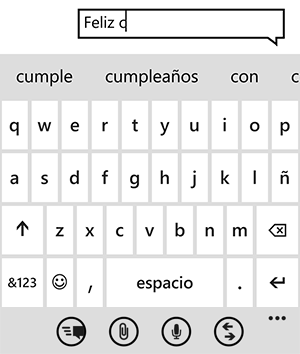 Feliz c
cumple cumpleaños con c
q w e r t y u i o p
a s d f g h j k l ñ
z x c v b n m
&123 , espacio .